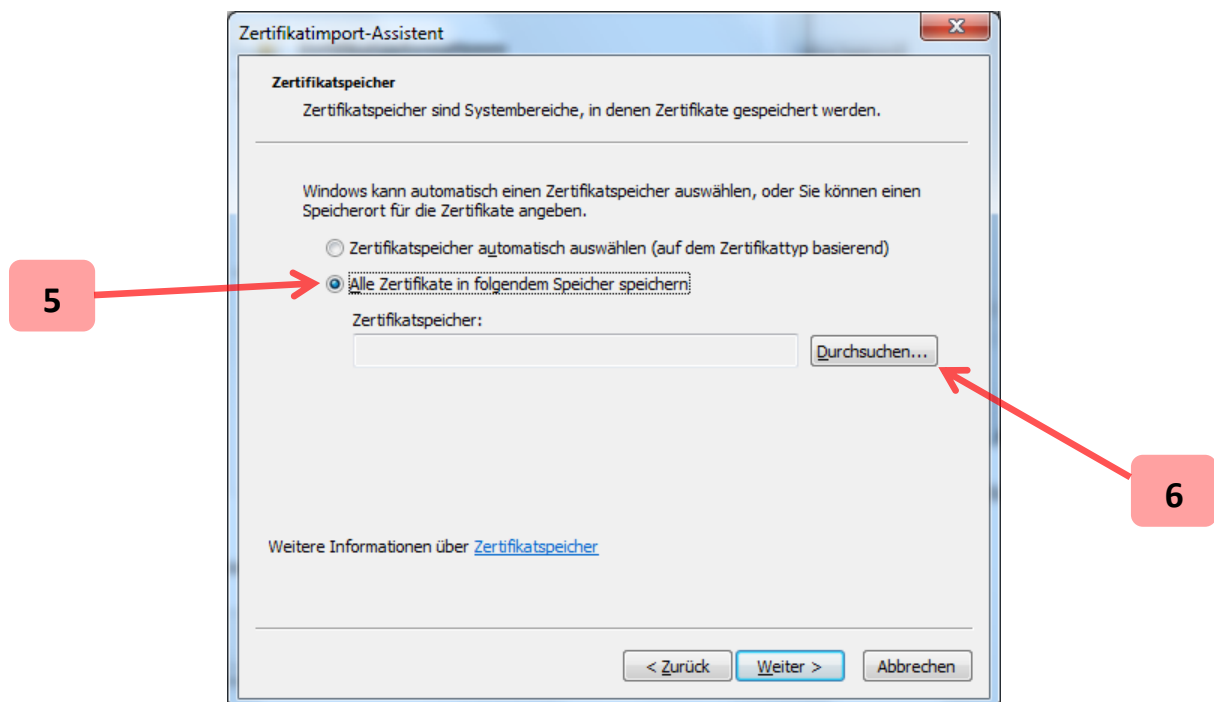 Zertifikatimport-Assistent
Zertifikatspeicher
Zertifikatspeicher sind Systembereiche, in denen Zertifikate gespeichert werden.
Windows kann automatisch einen Zertifikatspeicher auswählen, oder Sie können einen
Speicherort für die Zertifikate angeben.
Zertifikatspeicher automatisch auswählen (auf dem Zertifikattyp basierend)
5
Alle Zertifikate in folgendem Speicher speichern
Zertifikatspeicher:
Durchsuchen...
6
Weitere Informationen über Zertifikatspeicher
< Zurück Weiter > Abbrechen